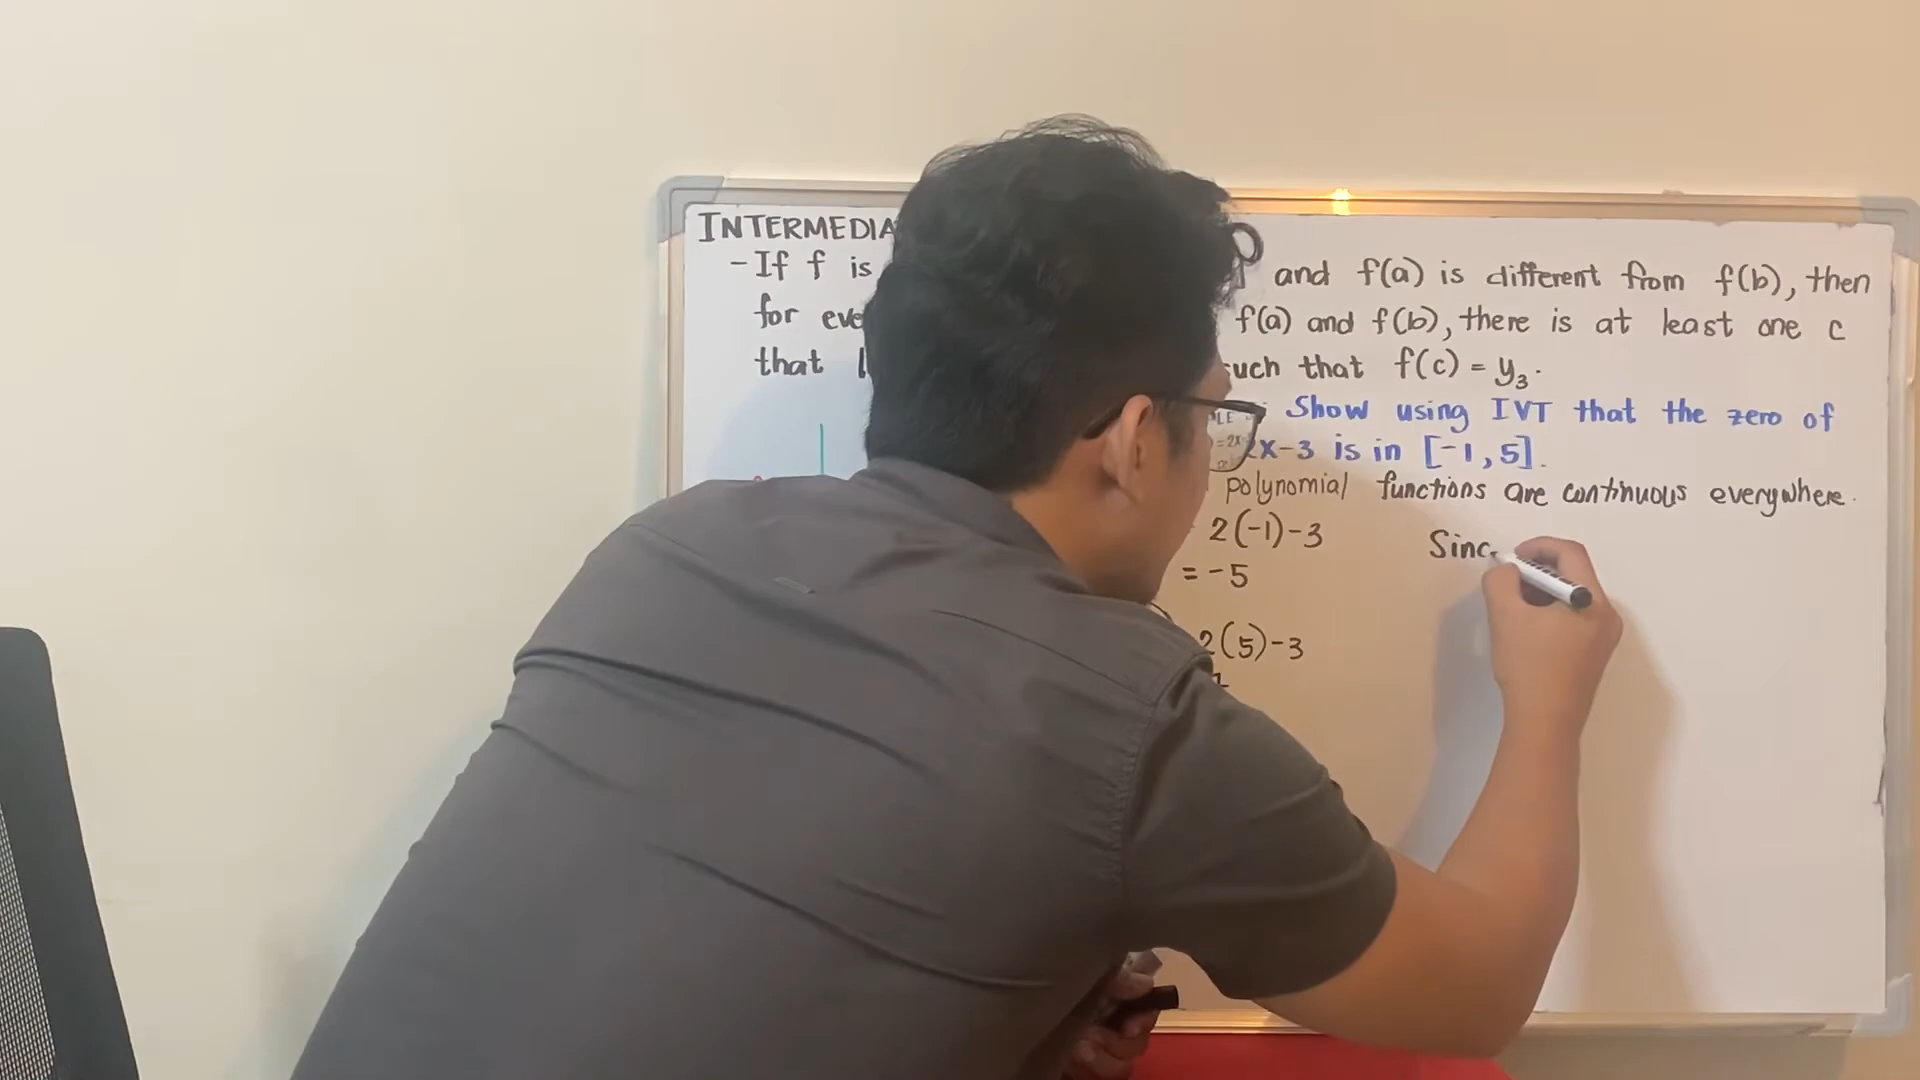 INTERMEDIA
- If f is and f(a) is different from f(b), then
for eve f(a) and f(b), there is at least one c
that such that f(c) = y₃.
Show using IVT that the zero of
2x-3 is in [-1, 5].
polynomial functions are continuous everywhere.
2(-1)-3
= -5
Sinc
2(5)-3